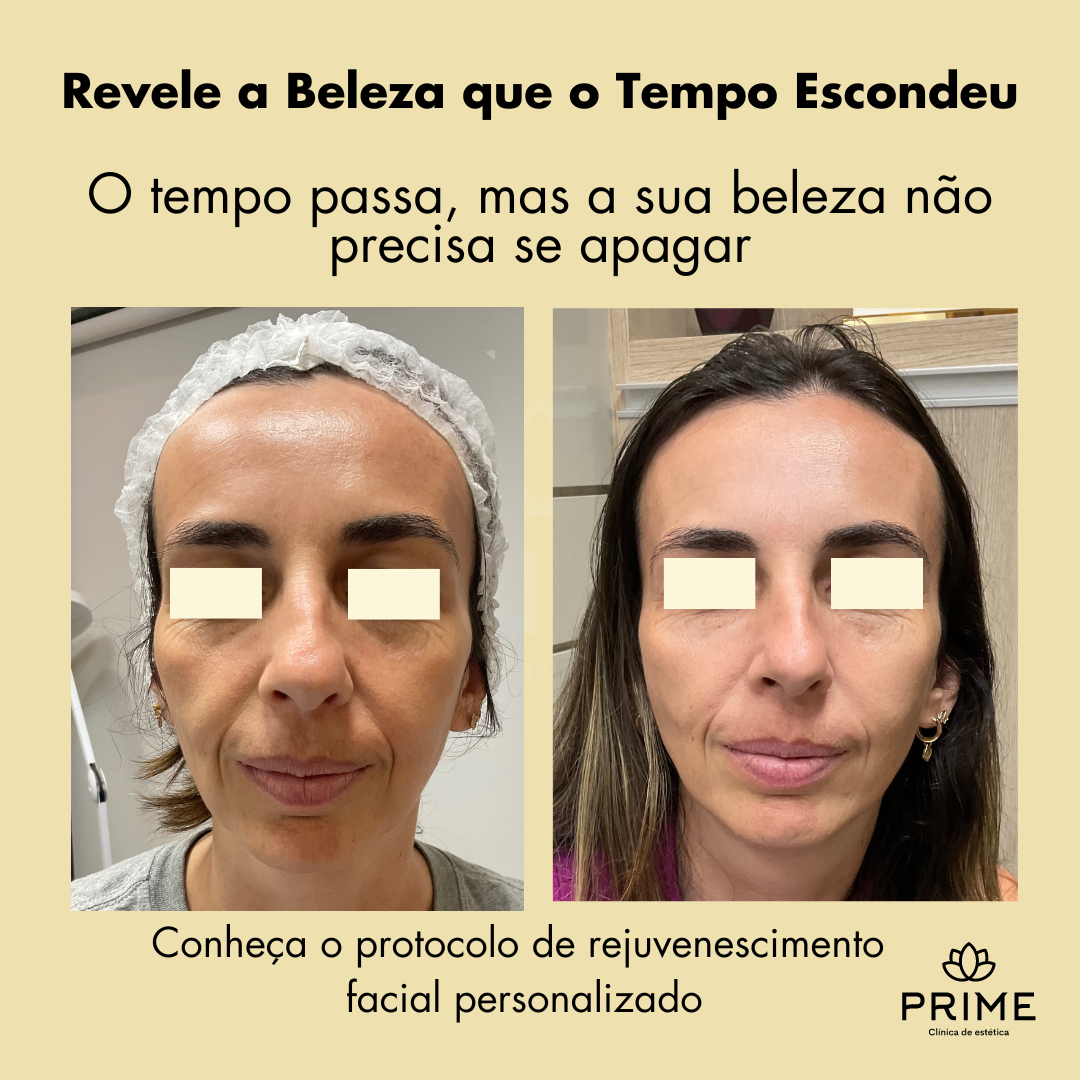 Revele a Beleza que o Tempo Escondeu
O tempo passa, mas a sua beleza não
precisa se apagar
Conheça o protocolo de rejuvenescimento
facial personalizado
PRIME
Clínica de estética